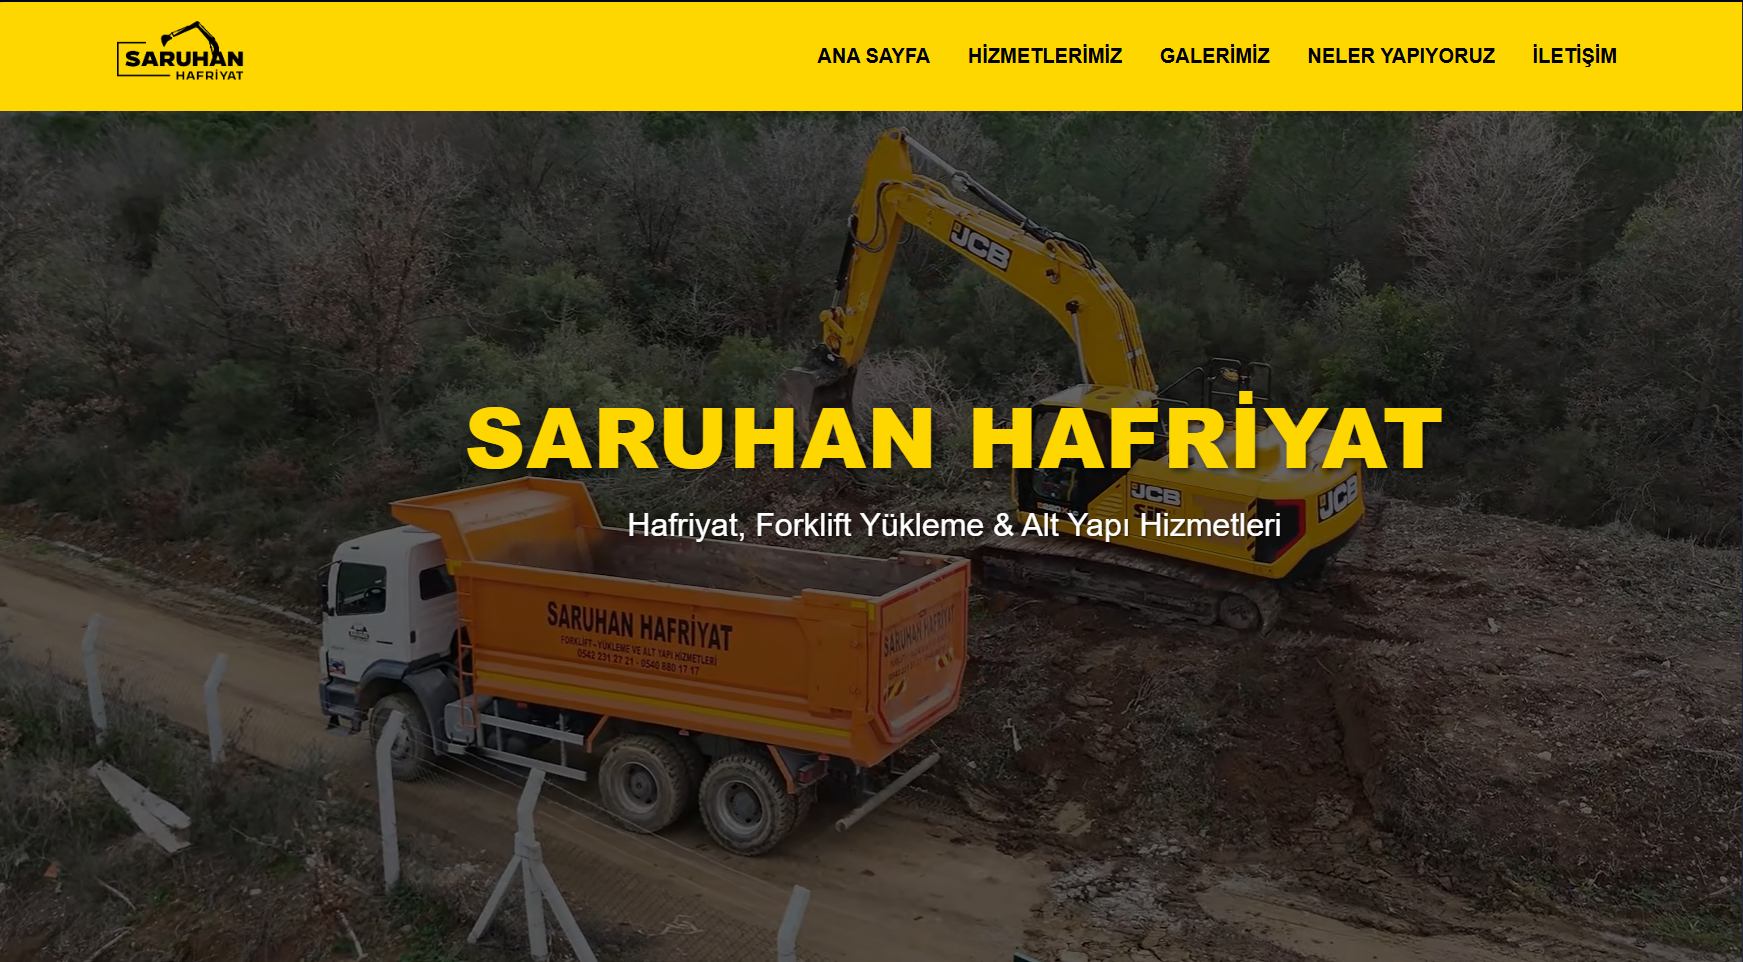 SARUHAN
HAFRİYAT
ANA SAYFA HİZMETLERİMİZ GALERİMİZ NELER YAPIYORUZ İLETİŞİM
JCB
SARUHAN HAFRİYAT
JCB
JCB
Hafriyat, Forklift Yükleme & Alt Yapı Hizmetleri
SARUHAN HAFRİYAT
FORKLİFT-YÜKLEME VE ALT YAPI HİZMETLERİ
0542 231 27 21 - 0540 880 17 17
SARUHAN HAFRİYAT